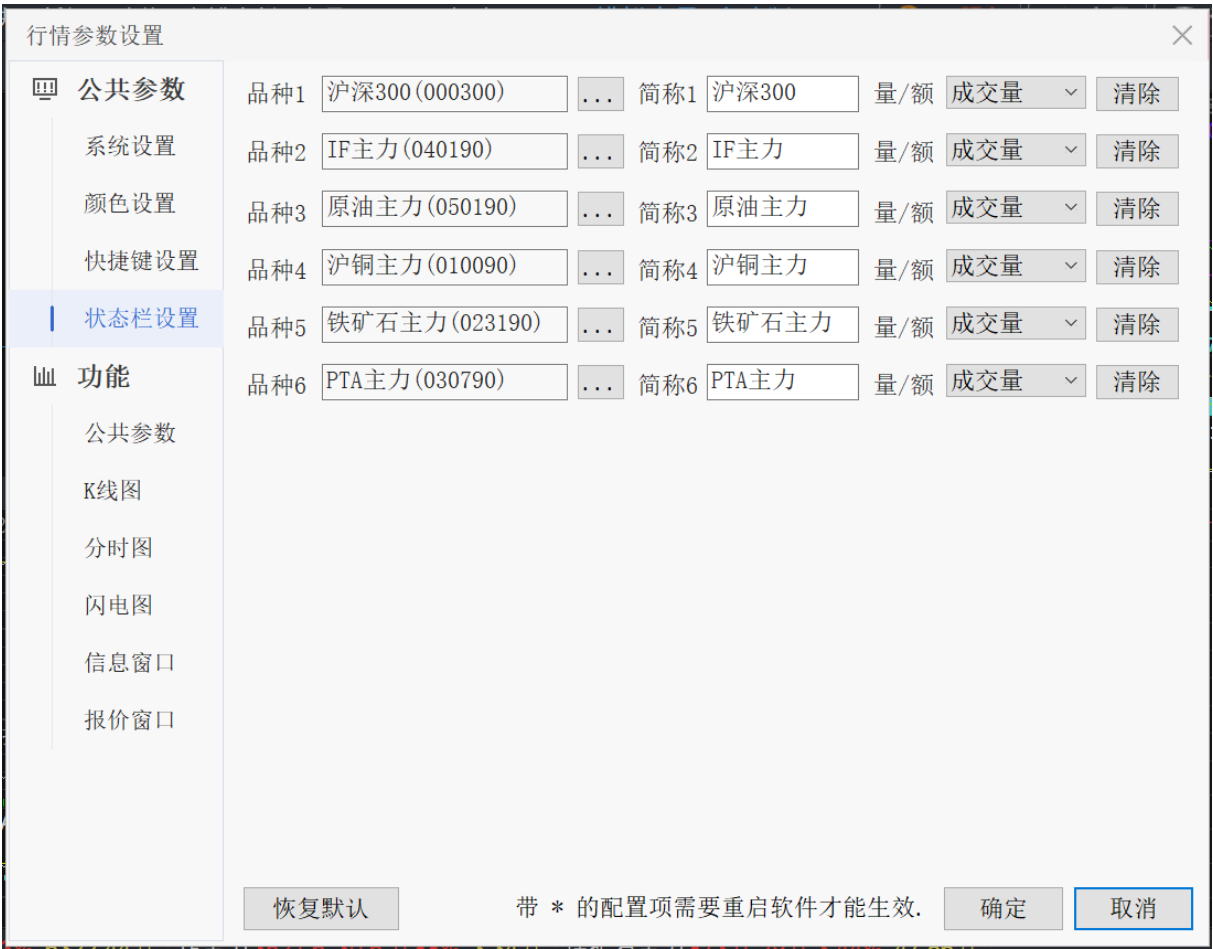 行情参数设置
公共参数
系统设置
颜色设置
快捷键设置
状态栏设置
功能
公共参数
K线图
分时图
闪电图
信息窗口
报价窗口
品种1 沪深300(000300) ... 简称1 沪深300 量/额 成交量 清除
品种2 IF主力(040190) ... 简称2 IF主力 量/额 成交量 清除
品种3 原油主力(050190) ... 简称3 原油主力 量/额 成交量 清除
品种4 沪铜主力(010090) ... 简称4 沪铜主力 量/额 成交量 清除
品种5 铁矿石主力(023190) ... 简称5 铁矿石主力 量/额 成交量 清除
品种6 PTA主力(030790) ... 简称6 PTA主力 量/额 成交量 清除
恢复默认 带 * 的配置项需要重启软件才能生效. 确定 取消